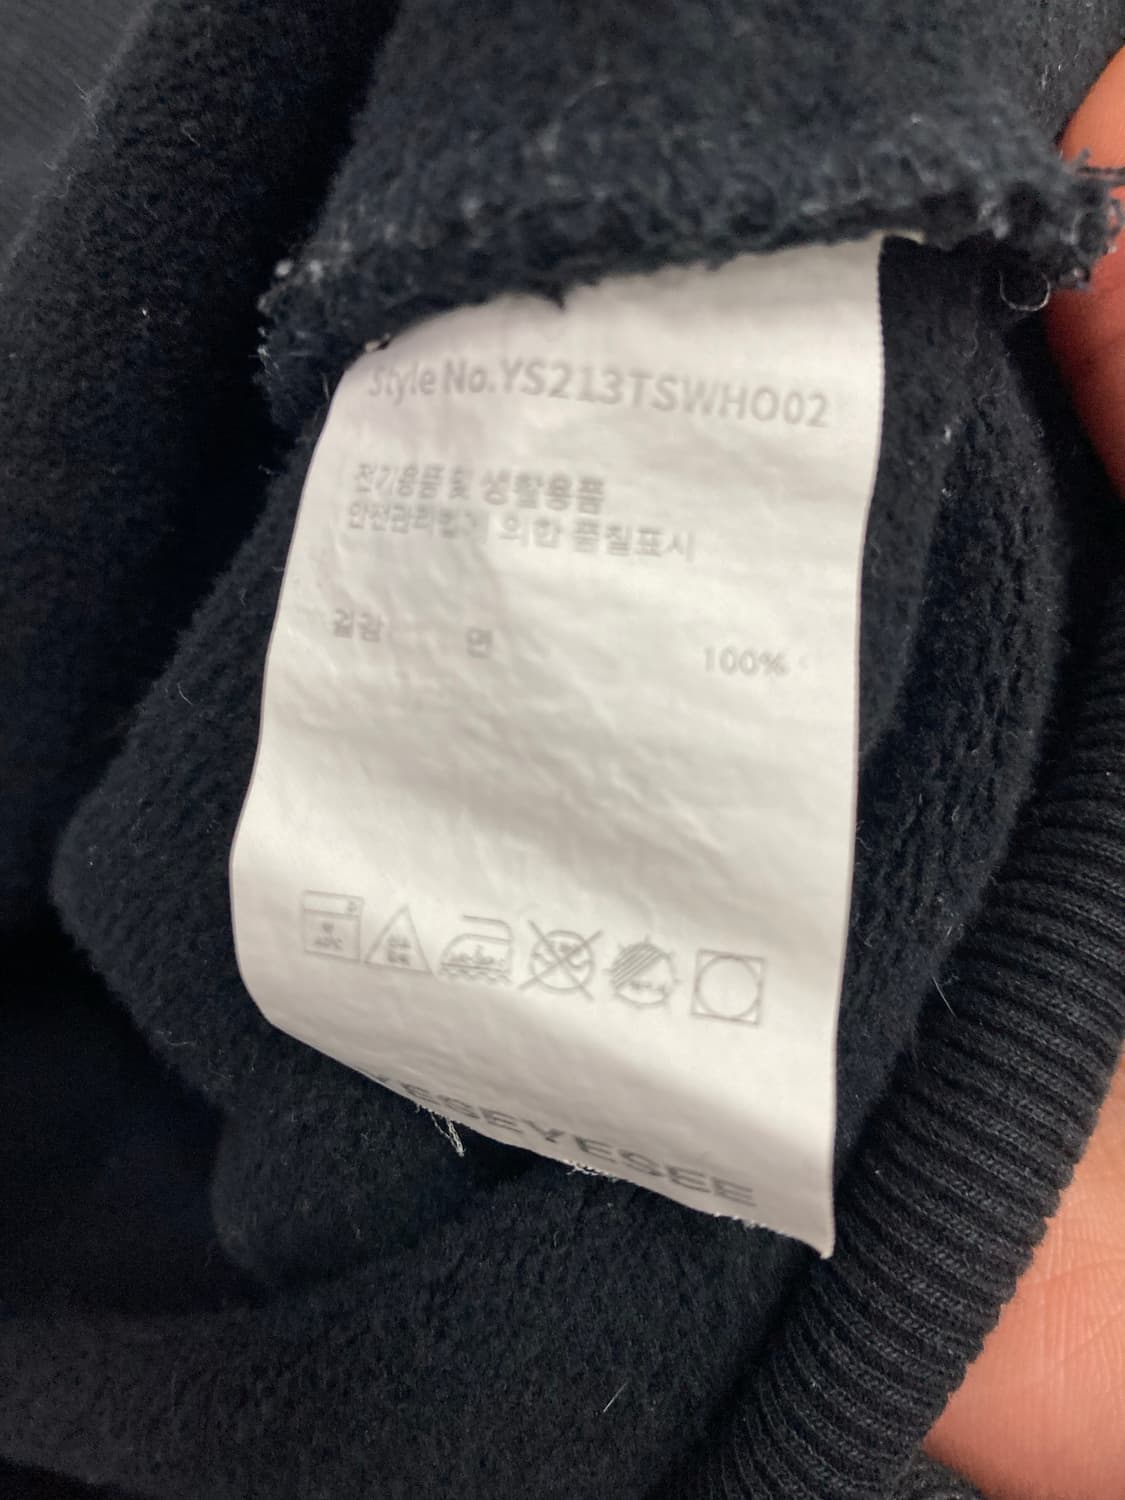 Style No.YS213TSWHO02
전기용품 및 생활용품
안전관리법에 의한 품질표시
겉감 면 100%
YESEYESEE